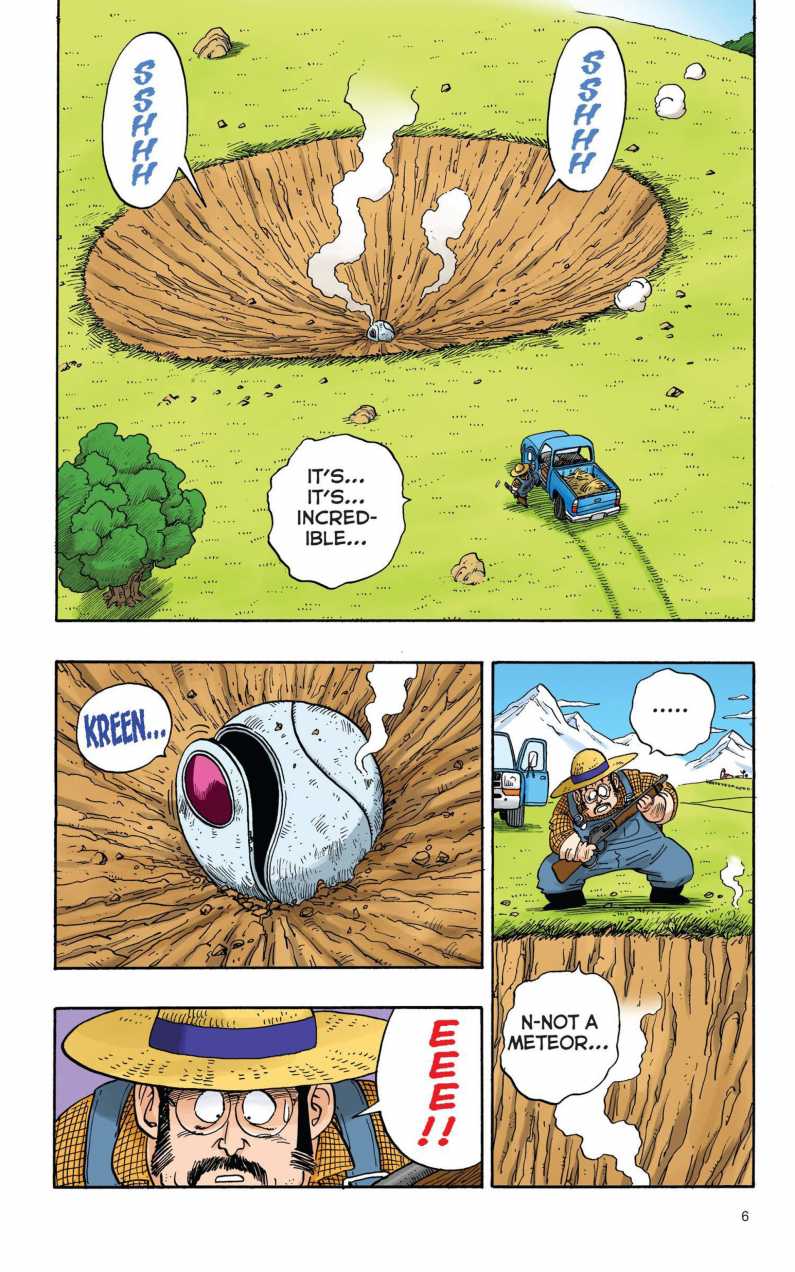 SSHHH
SSHHH
IT'S...
IT'S...
INCRED-
IBLE...
.....
N-NOT A
METEOR...
KREEN...
EEE!!
6